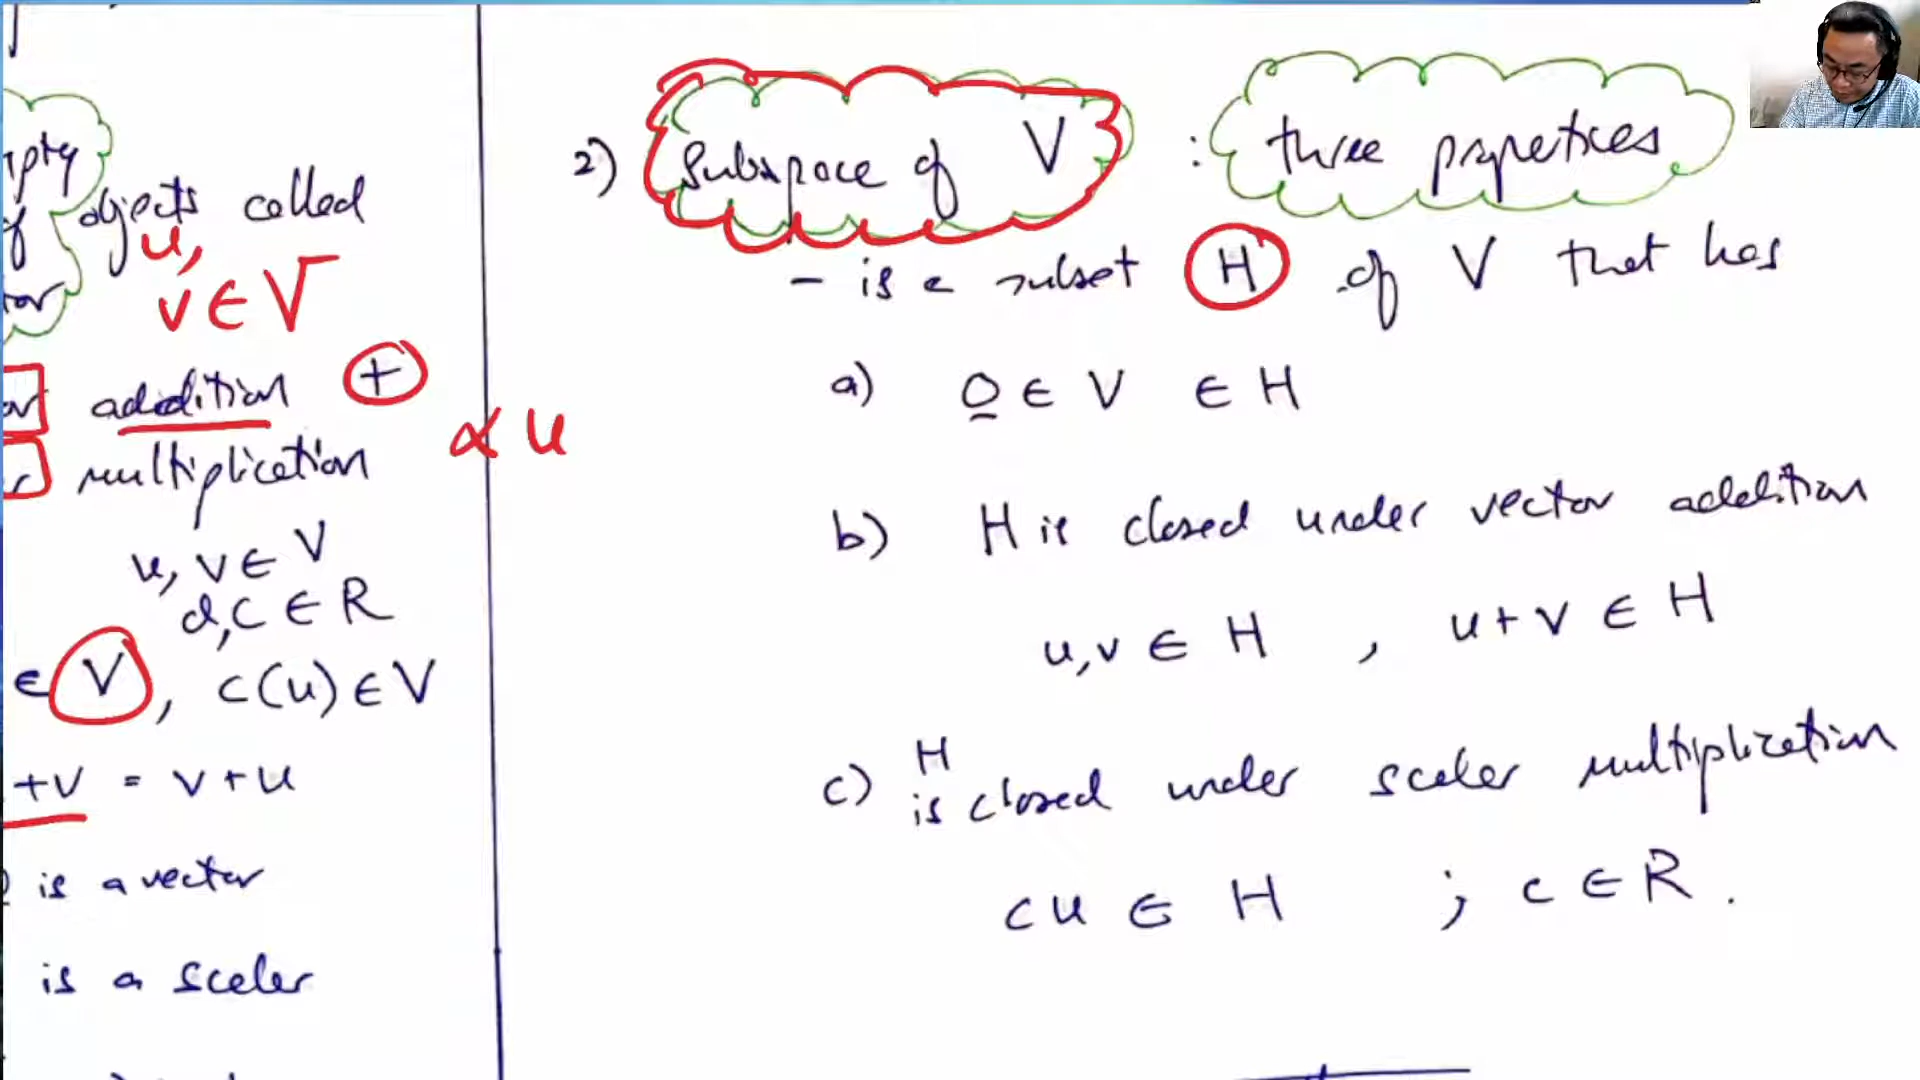 objects called
u,
v ∈ V
addition +
multiplication
∝ u
u, v ∈ V
d, c ∈ R
∈ V, c(u) ∈ V
+V = V + u
is a vector
is a scaler
2) Subspace of V : three properties
- is a subset H of V that has
a) 0 ∈ V ∈ H
b) H is closed under vector addition
u, v ∈ H , u + v ∈ H
c) H is closed under scaler multiplication
cu ∈ H ; c ∈ R.